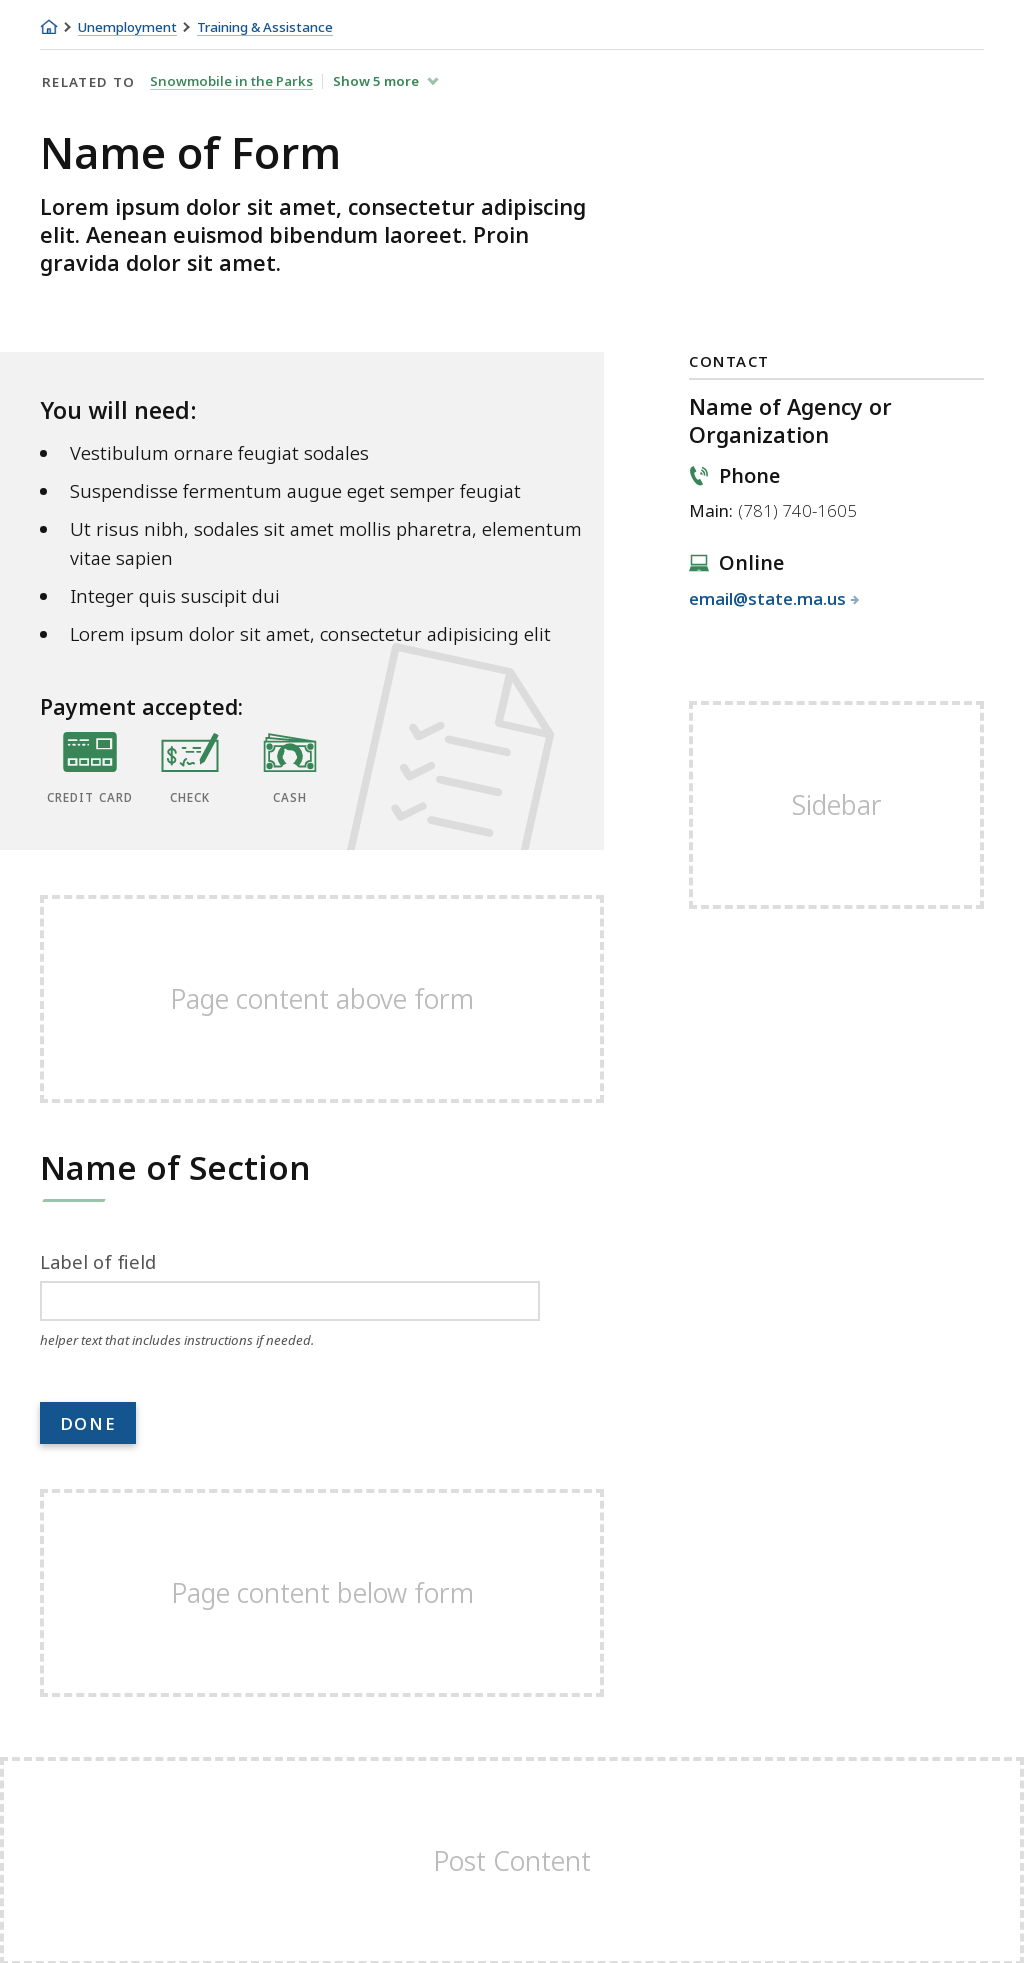 Unemployment Training & Assistance
RELATED TO Snowmobile in the Parks Show 5 more
Name of Form
Lorem ipsum dolor sit amet, consectetur adipiscing
elit. Aenean euismod bibendum laoreet. Proin
gravida dolor sit amet.
You will need:
Vestibulum ornare feugiat sodales
Suspendisse fermentum augue eget semper feugiat
Ut risus nibh, sodales sit amet mollis pharetra, elementum
vitae sapien
Integer quis suscipit dui
Lorem ipsum dolor sit amet, consectetur adipisicing elit
Payment accepted:
CREDIT CARD CHECK CASH
CONTACT
Name of Agency or
Organization
Phone
Main: (781) 740-1605
Online
email@state.ma.us
Sidebar
Page content above form
Name of Section
Label of field
helper text that includes instructions if needed.
DONE
Page content below form
Post Content